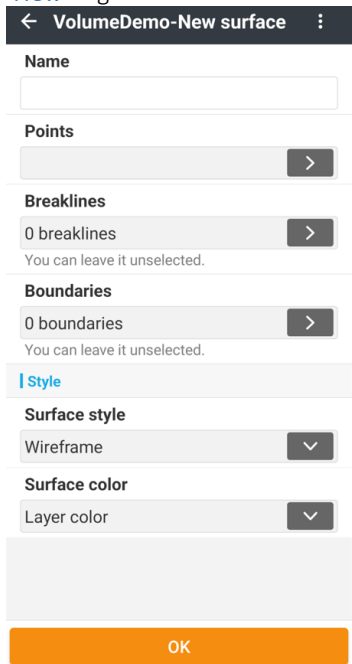 VolumeDemo-New surface
Name
Points
Breaklines
0 breaklines
You can leave it unselected.
Boundaries
0 boundaries
You can leave it unselected.
Style
Surface style
Wireframe
Surface color
Layer color
OK